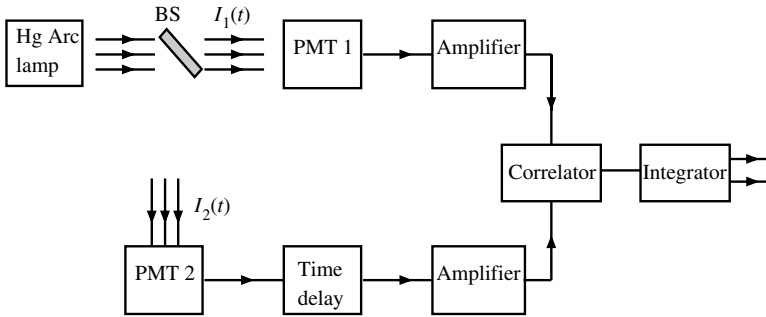 BS
I₁(t)
Hg Arc
lamp
PMT 1
Amplifier
Correlator
Integrator
I₂(t)
PMT 2
Time
delay
Amplifier